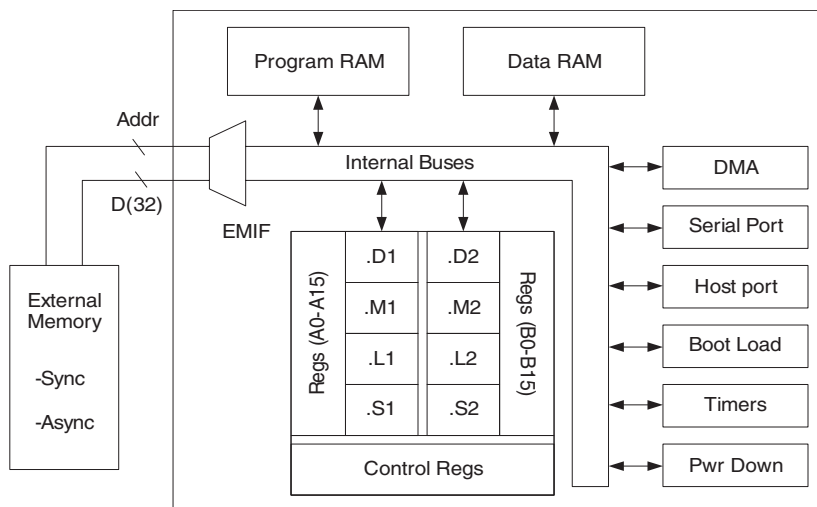 Program RAM
Data RAM
Addr
Internal Buses
DMA
D(32)
EMIF
Serial Port
External
Memory
-Sync
-Async
Regs (A0-A15)
.D1
.D2
.M1
.M2
.L1
.L2
.S1
.S2
Regs (B0-B15)
Control Regs
Host port
Boot Load
Timers
Pwr Down